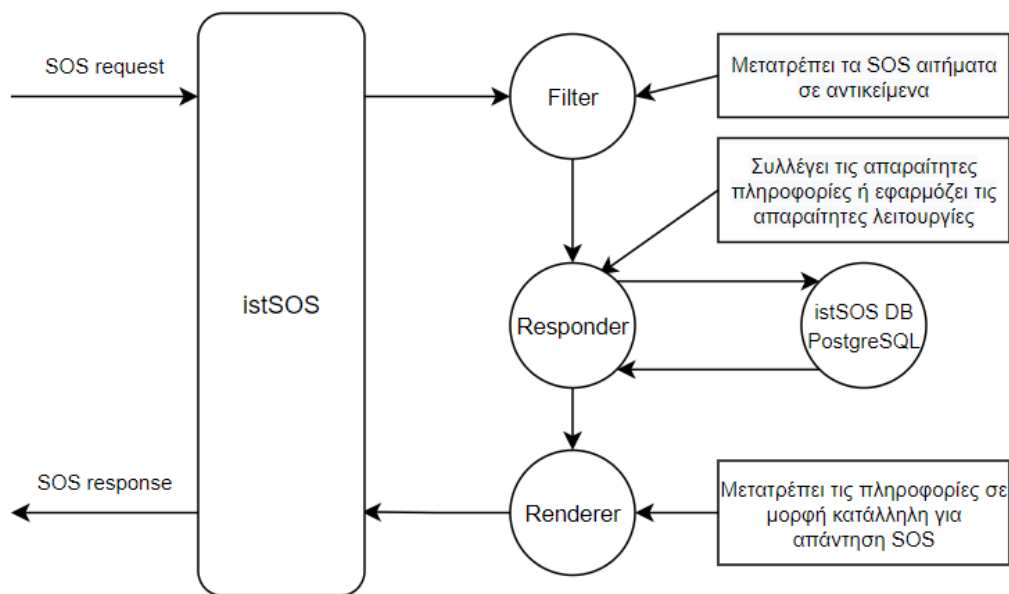 SOS request
Filter
Μετατρέπει τα SOS αιτήματα
σε αντικείμενα
Συλλέγει τις απαραίτητες
πληροφορίες ή εφαρμόζει τις
απαραίτητες λειτουργίες
istSOS
Responder
istSOS DB
PostgreSQL
SOS response
Renderer
Μετατρέπει τις πληροφορίες σε
μορφή κατάλληλη για
απάντηση SOS